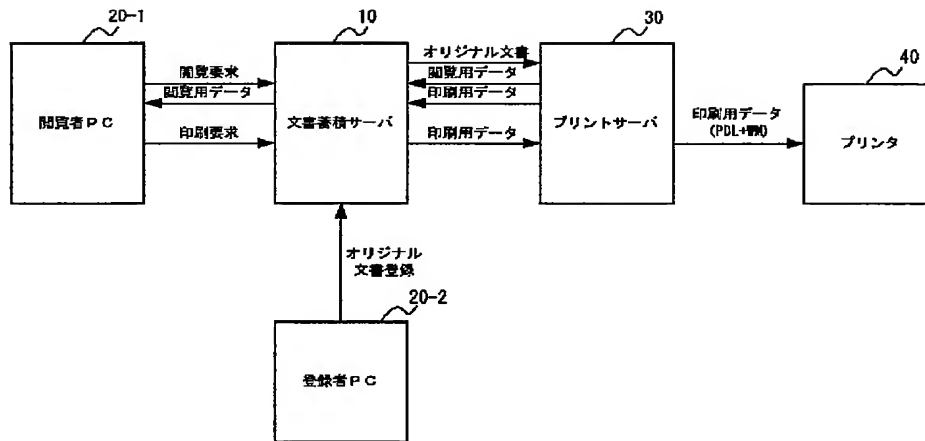 20-1
10
30
40
20-2
閲覧者PC
文書蓄積サーバ
プリントサーバ
プリンタ
登録者PC
閲覧要求
閲覧用データ
印刷要求
オリジナル文書
閲覧用データ
印刷用データ
印刷用データ
印刷用データ
(PDL+WM)
オリジナル
文書登録